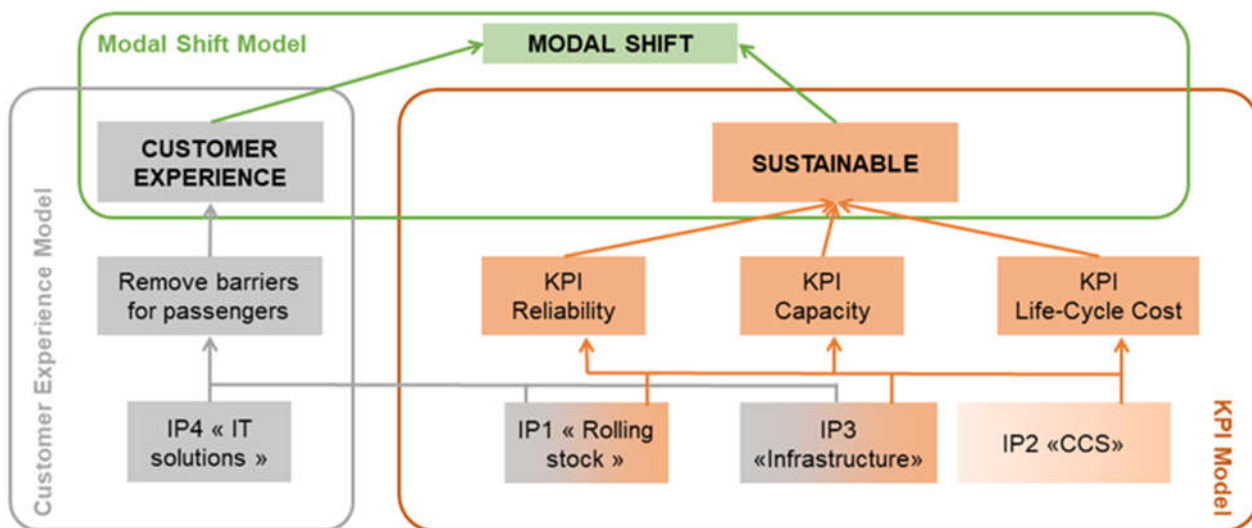 Modal Shift Model
MODAL SHIFT
CUSTOMER
EXPERIENCE
SUSTAINABLE
Customer Experience Model
Remove barriers
for passengers
KPI
Reliability
KPI
Capacity
KPI
Life-Cycle Cost
IP4 « IT
solutions »
IP1 « Rolling
stock »
IP3
«Infrastructure»
IP2 «CCS»
KPI Model